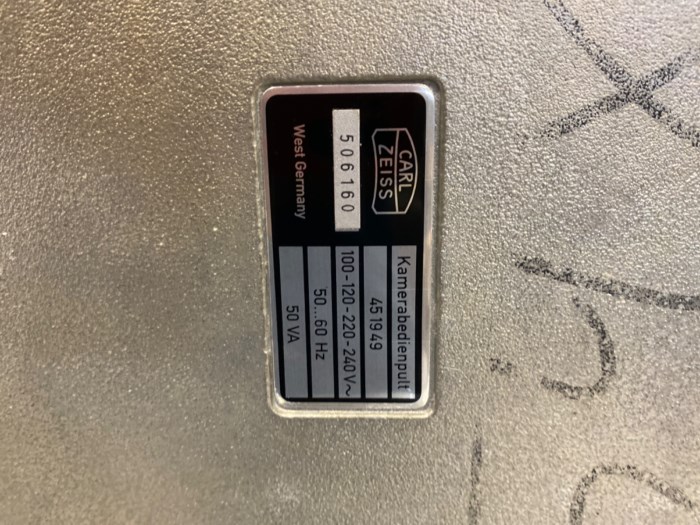 CARL
ZEISS
506160
West Germany
Kamerabedienpult
451949
100-120-220-240V~
50...60 Hz
50 VA